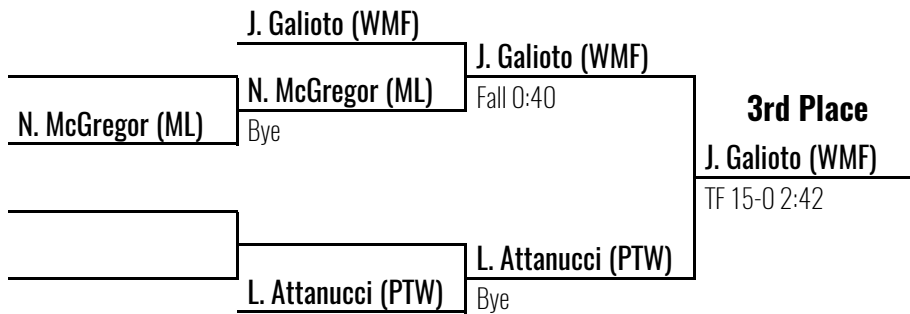 J. Galioto (WMF)
J. Galioto (WMF)
N. McGregor (ML)
Fall 0:40
3rd Place
N. McGregor (ML)
Bye
J. Galioto (WMF)
TF 15-0 2:42
L. Attanucci (PTW)
L. Attanucci (PTW)
Bye